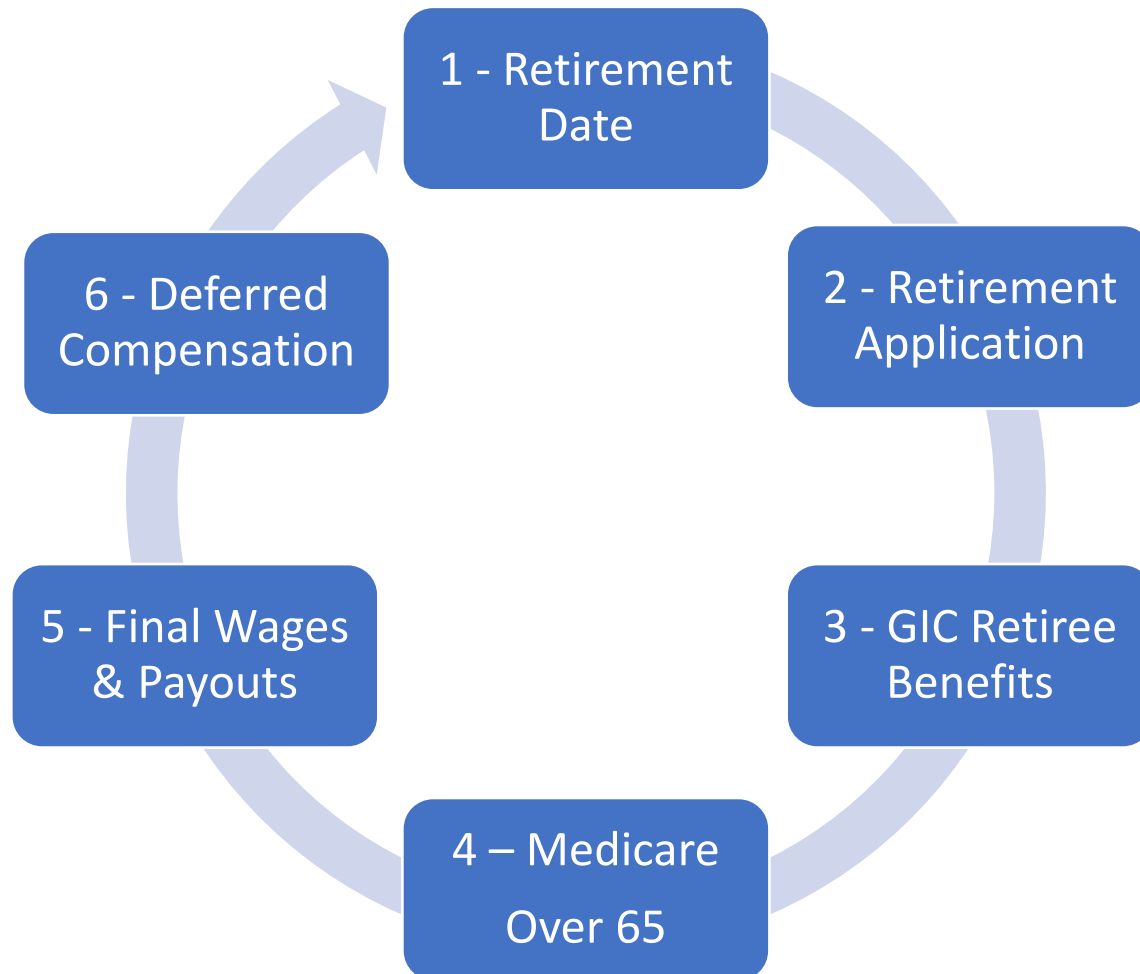 1 - Retirement
Date
2 - Retirement
Application
3 - GIC Retiree
Benefits
4 – Medicare
Over 65
5 - Final Wages
& Payouts
6 - Deferred
Compensation